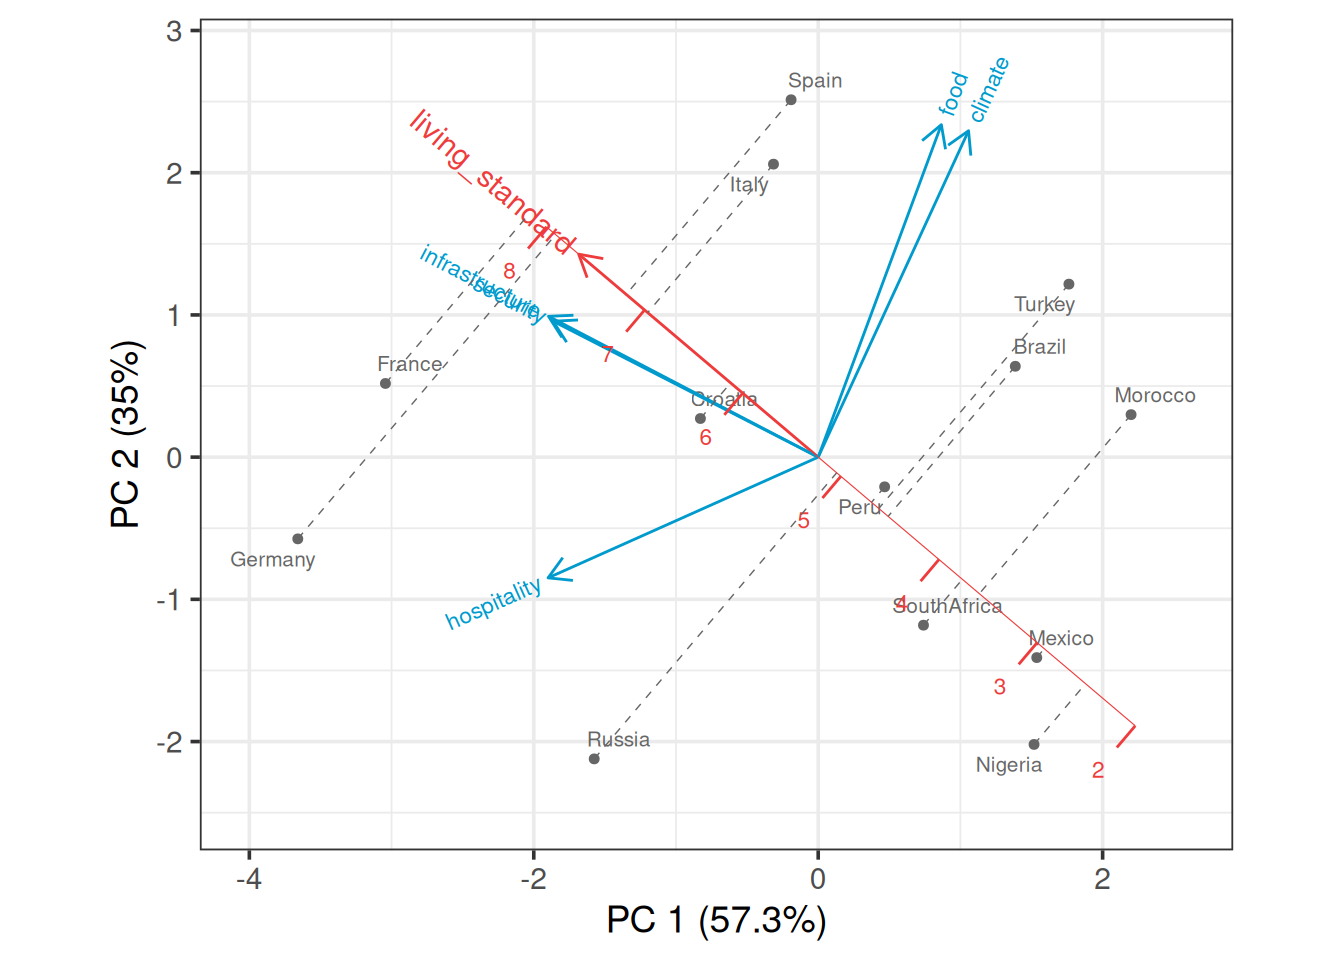 3
2
1
0
-1
-2
PC 2 (35%)
Spain
food
climate
Italy
living_standard
infrastructure
security
8
Turkey
7
Brazil
France
Croatia
Morocco
6
Peru
5
Germany
hospitality
4
SouthAfrica
Mexico
3
Russia
Nigeria
2
-4
-2
0
2
PC 1 (57.3%)